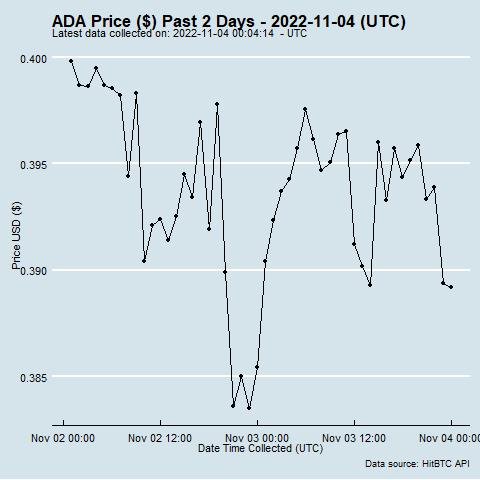 ADA Price ($) Past 2 Days - 2022-11-04 (UTC)
Latest data collected on: 2022-11-04 00:04:14 - UTC
0.400
0.395
0.390
0.385
Price USD ($)
Nov 02 00:00 Nov 02 12:00 Nov 03 00:00 Nov 03 12:00 Nov 04 00:00
Date Time Collected (UTC)
Data source: HitBTC API